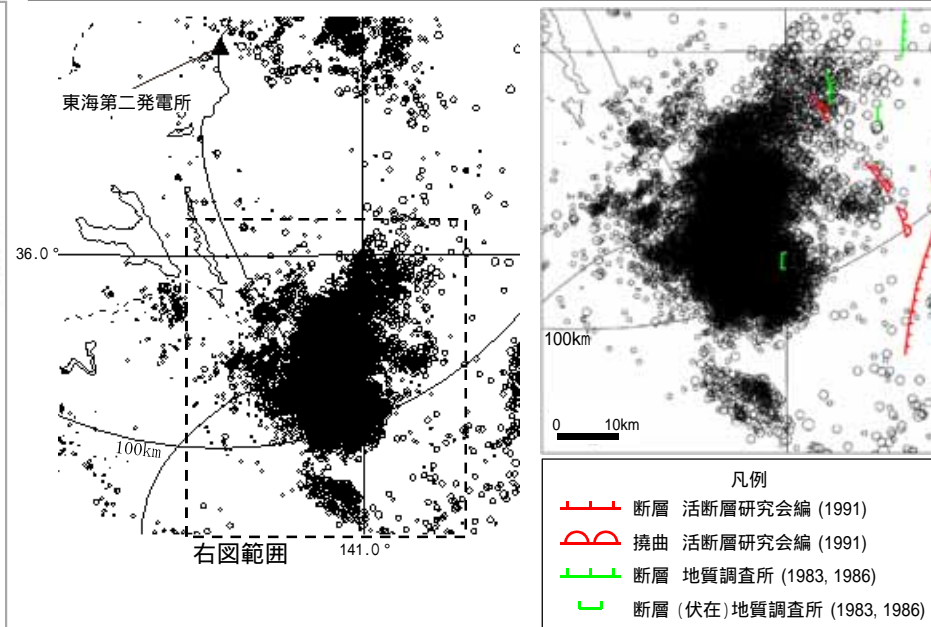 東海第二発電所
36.0°
100km
右図範囲
141.0°
100km
0 10km
凡例
断層 活断層研究会編 (1991)
撓曲 活断層研究会編 (1991)
断層 地質調査所 (1983, 1986)
断層 (伏在) 地質調査所 (1983, 1986)